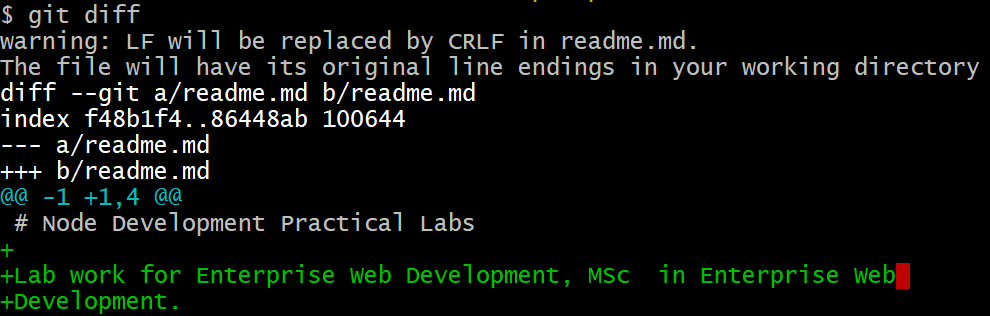 $ git diff
warning: LF will be replaced by CRLF in readme.md.
The file will have its original line endings in your working directory
diff --git a/readme.md b/readme.md
index f48b1f4..86448ab 100644
--- a/readme.md
+++ b/readme.md
@@ -1 +1,4 @@
 # Node Development Practical Labs
+
+Lab work for Enterprise Web Development, MSc  in Enterprise Web
+Development.